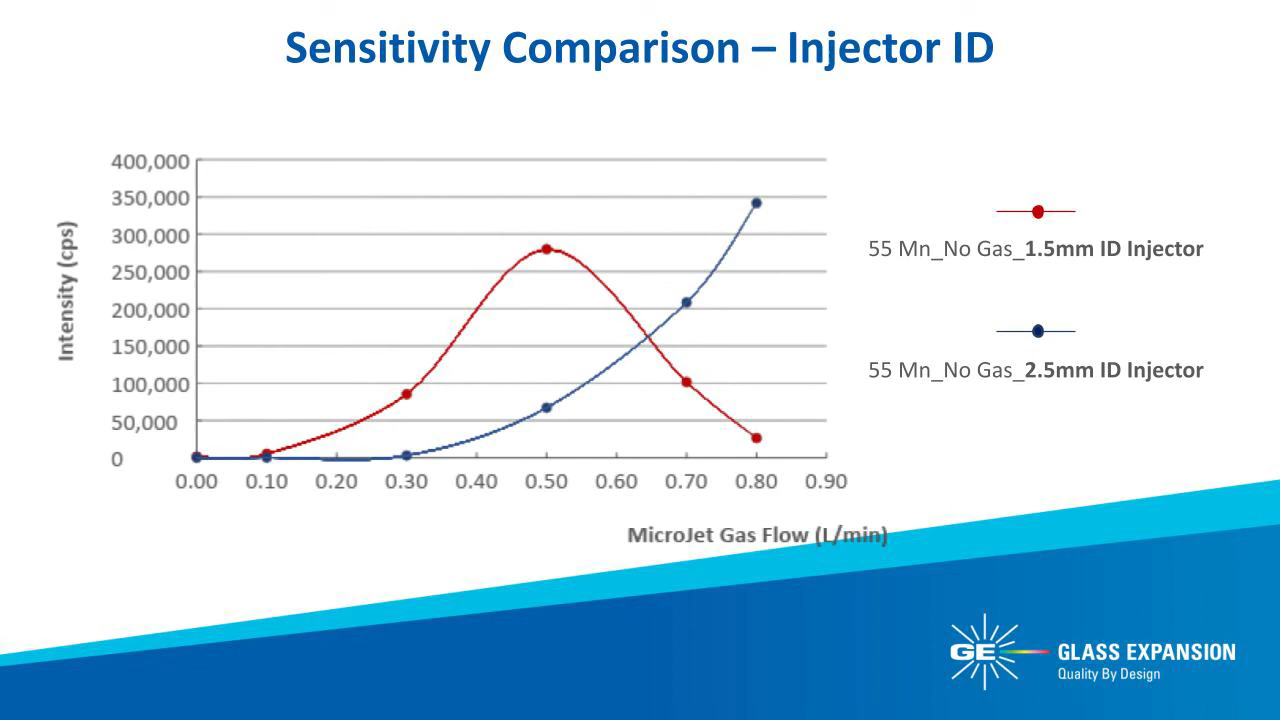 Sensitivity Comparison – Injector ID
400,000
350,000
300,000
250,000
200,000
150,000
100,000
50,000
0
Intensity (cps)
0.00 0.10 0.20 0.30 0.40 0.50 0.60 0.70 0.80 0.90
MicroJet Gas Flow (L/min)
55 Mn_No Gas_1.5mm ID Injector
55 Mn_No Gas_2.5mm ID Injector
GE
GLASS EXPANSION
Quality By Design